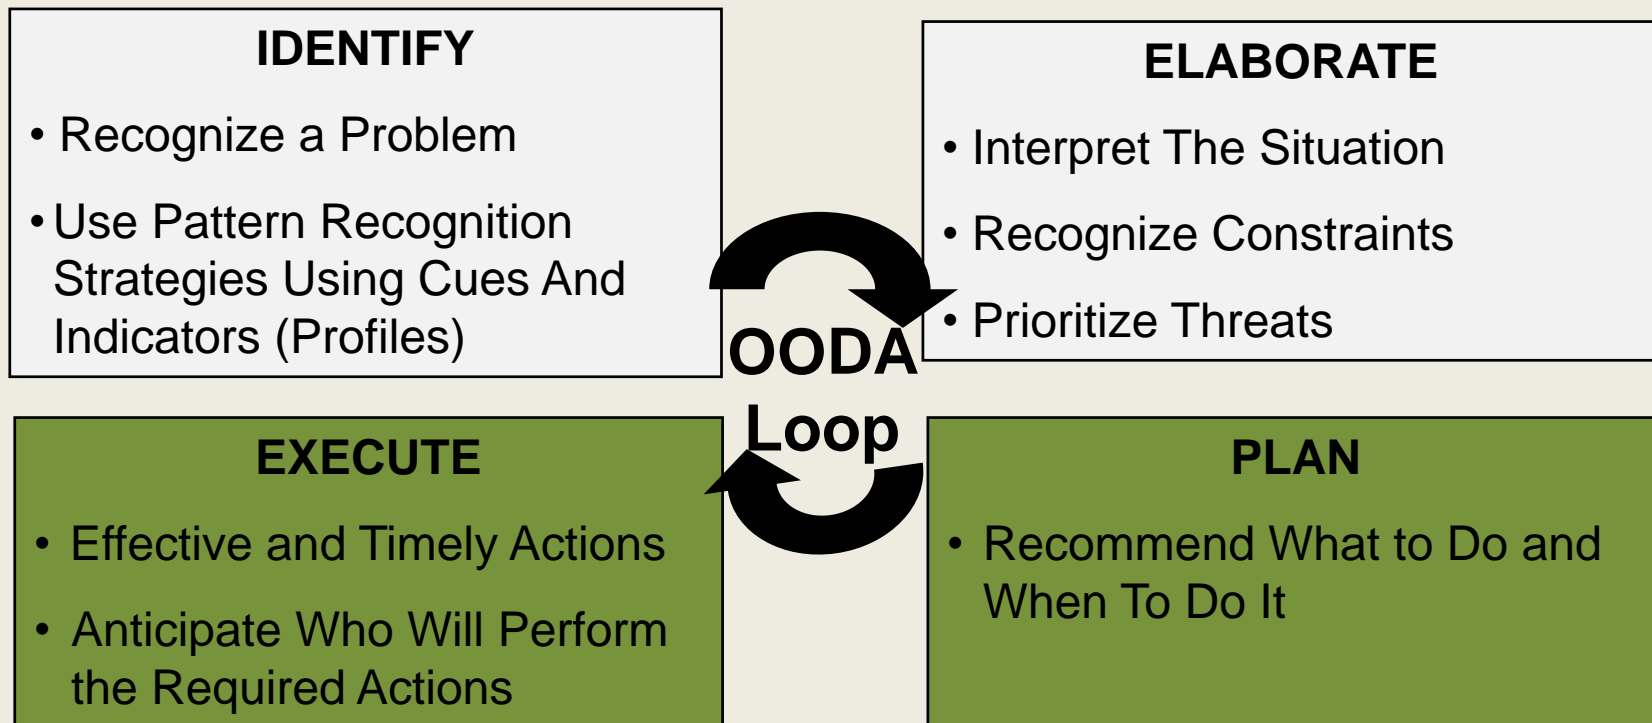 IDENTIFY
• Recognize a Problem
• Use Pattern Recognition
Strategies Using Cues And
Indicators (Profiles)
ELABORATE
• Interpret The Situation
• Recognize Constraints
• Prioritize Threats
OODA
Loop
EXECUTE
• Effective and Timely Actions
• Anticipate Who Will Perform
the Required Actions
PLAN
• Recommend What to Do and
When To Do It